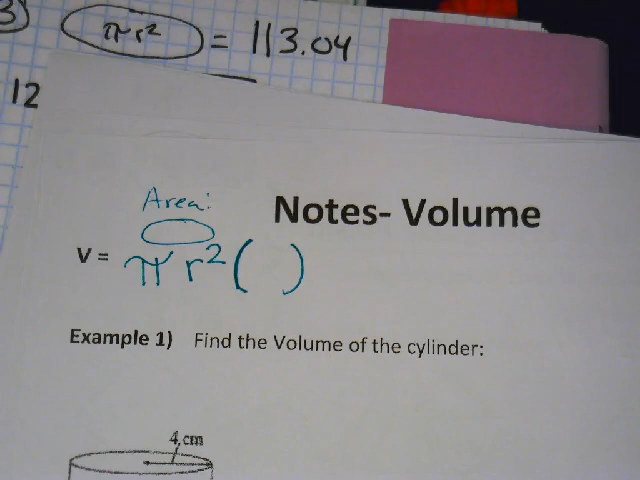 3) πr² = 113.04
12
Notes- Volume
Area:
V = πr²( )
Example 1) Find the Volume of the cylinder:
4 cm